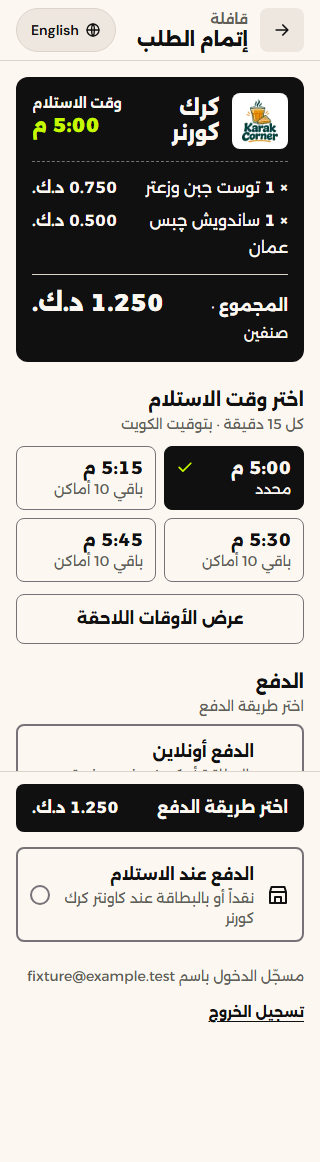 قافلة
إتمام الطلب
English
Karak
Corner
كرك
كورنر
وقت الاستلام
5:00 م
1 × توست جبن وزعتر
0.750 د.ك.
1 × ساندويش چبس
عمان
0.500 د.ك.
المجموع ·
صنفين
1.250 د.ك.
اختر وقت الاستلام
كل 15 دقيقة · بتوقيت الكويت
5:00 م
محدد
5:15 م
باقي 10 أماكن
5:30 م
باقي 10 أماكن
5:45 م
باقي 10 أماكن
عرض الأوقات اللاحقة
الدفع
اختر طريقة الدفع
الدفع أونلاين
اختر طريقة الدفع
1.250 د.ك.
الدفع عند الاستلام
نقداً أو بالبطاقة عند كاونتر كرك
كورنر
مسجّل الدخول باسم fixture@example.test
تسجيل الخروج